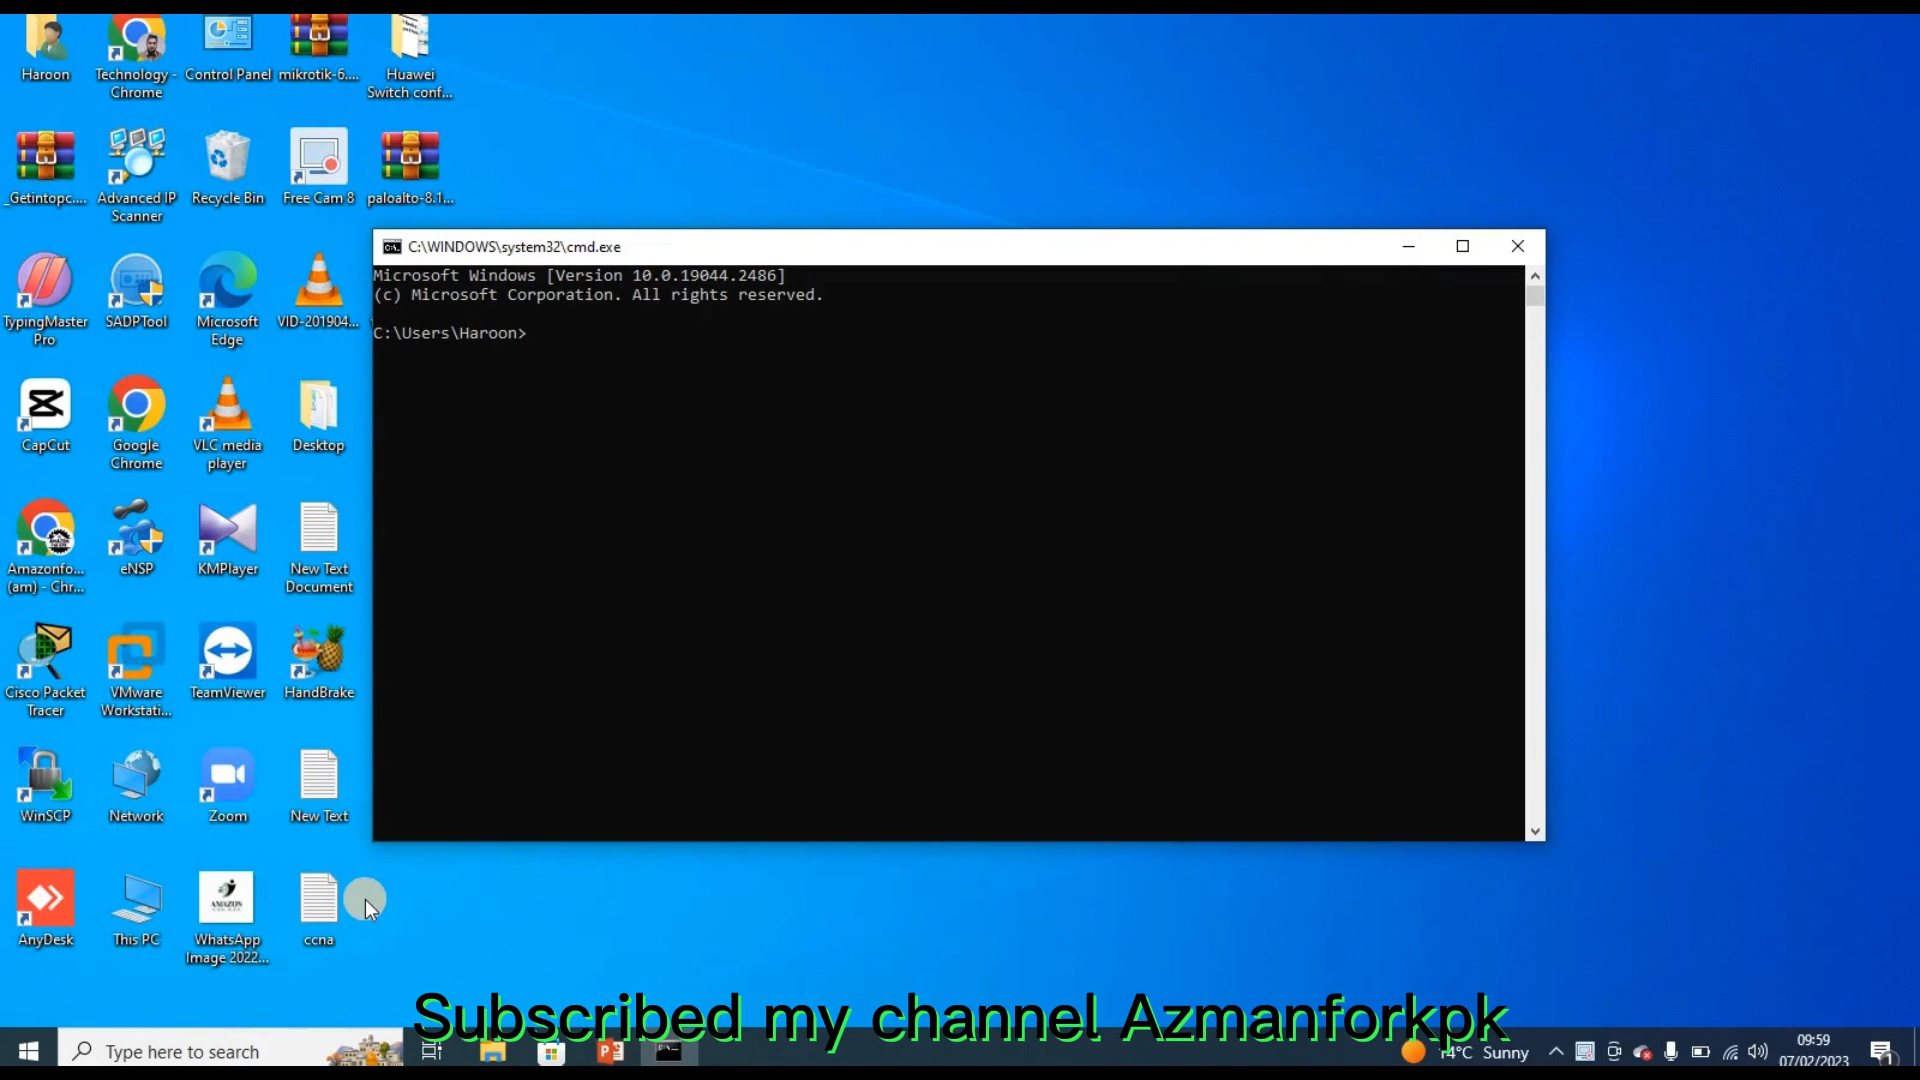 Haroon
Technology -
Chrome
Control Panel
mikrotik-6....
Huawei
Switch conf...
_Getintopc....
Advanced IP
Scanner
Recycle Bin
Free Cam 8
paloalto-8.1...
TypingMaster
Pro
SADPTool
Microsoft
Edge
VID-201904...
C:\WINDOWS\system32\cmd.exe
Microsoft Windows [Version 10.0.19044.2486]
(c) Microsoft Corporation. All rights reserved.
C:\Users\Haroon>
CapCut
Google
Chrome
VLC media
player
Desktop
Amazonfo...
(am) - Chr...
eNSP
KMPlayer
New Text
Document
Cisco Packet
Tracer
VMware
Workstati...
TeamViewer
HandBrake
WinSCP
Network
Zoom
New Text
AnyDesk
This PC
AMAZON
WhatsApp
Image 2022...
ccna
Subscribed my channel Azmanforkpk
Type here to search
14°C Sunny
09:59
07/02/2023
1